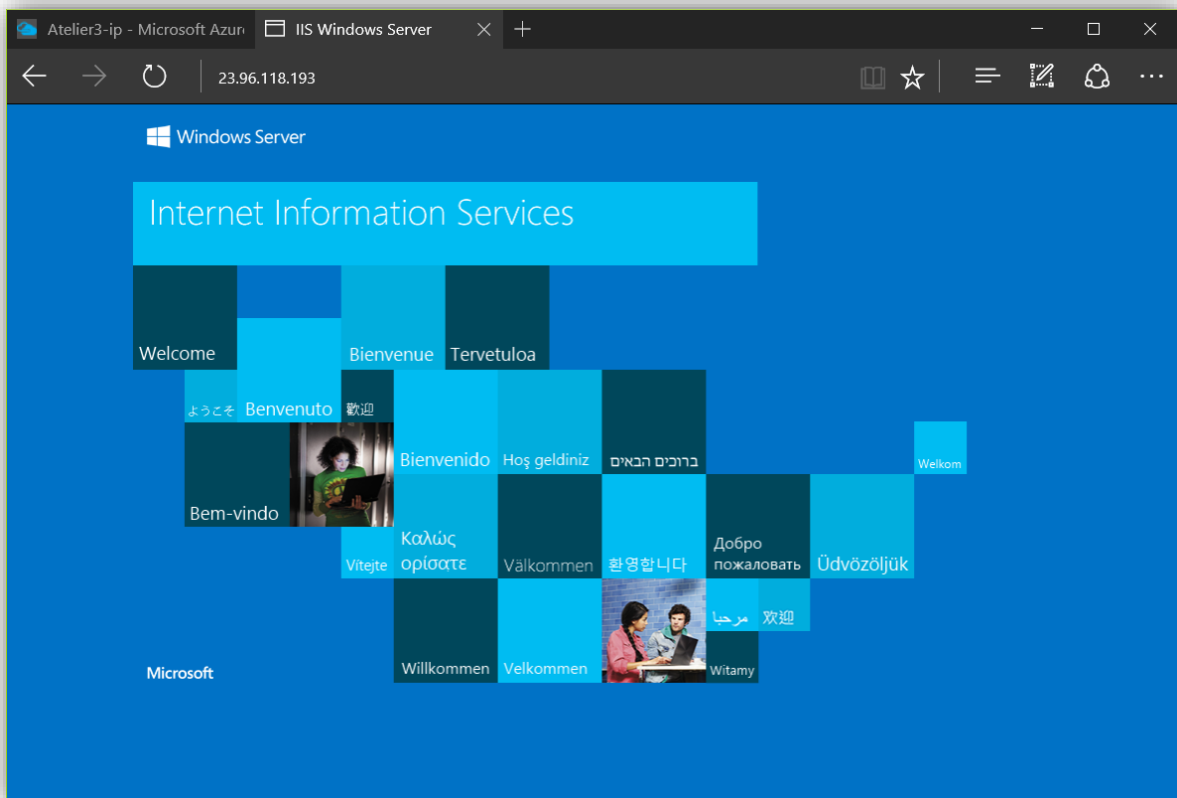 Atelier3-ip - Microsoft Azur
IIS Windows Server
23.96.118.193
Windows Server
Internet Information Services
Welcome
Bienvenue
Tervetuloa
ようこそ
Benvenuto
歡迎
Bienvenido
Hoş geldiniz
ברוכים הבאים
Welkom
Bem-vindo
Vítejte
Καλώς
ορίσατε
Välkommen
환영합니다
Добро
пожаловать
Üdvözöljük
مرحبا
欢迎
Willkommen
Velkommen
Witamy
Microsoft